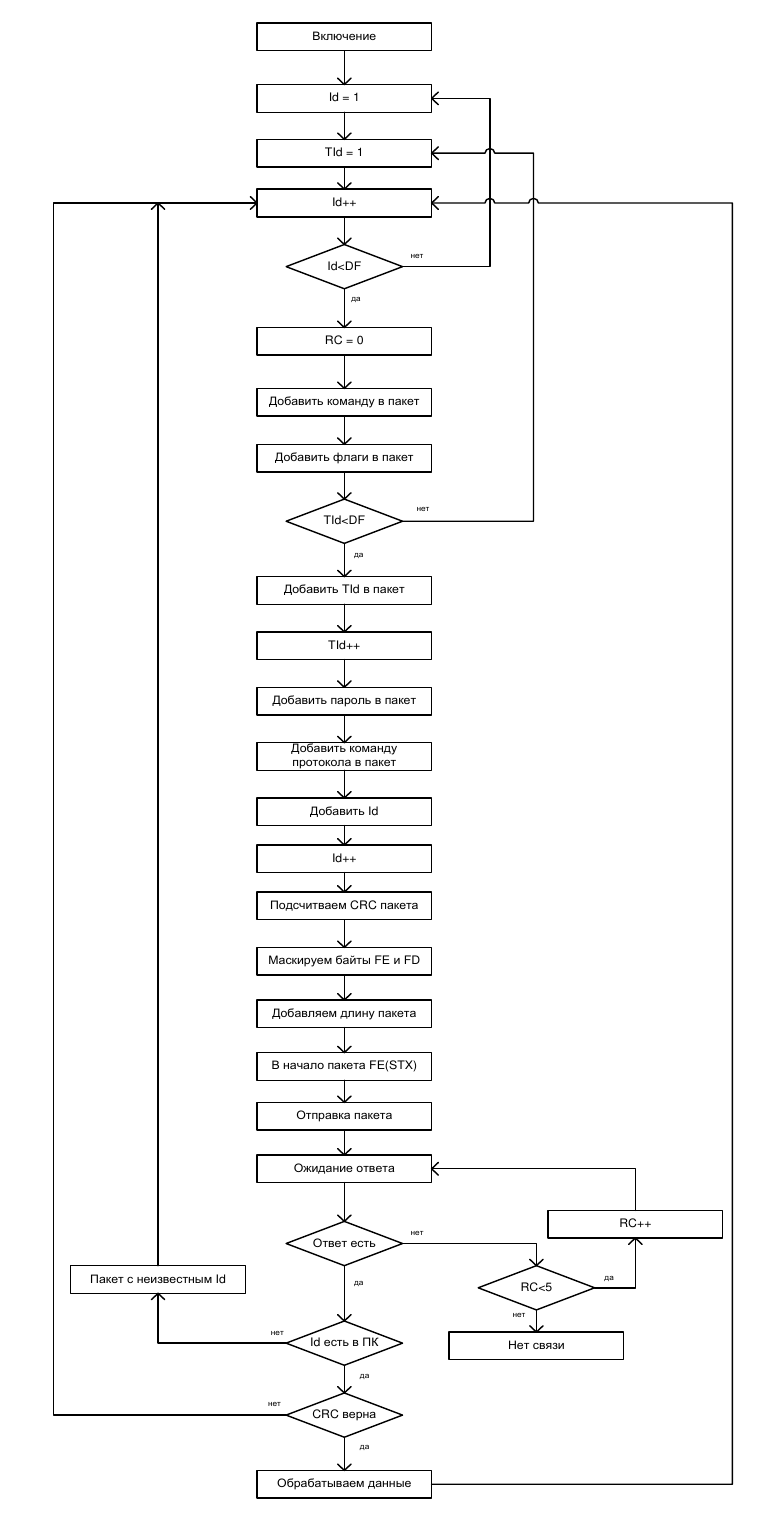 Включение
Id = 1
TId = 1
Id++
Id<DF
нет
да
RC = 0
Добавить команду в пакет
Добавить флаги в пакет
TId<DF
нет
да
Добавить TId в пакет
TId++
Добавить пароль в пакет
Добавить команду
протокола в пакет
Добавить Id
Id++
Подсчитваем CRC пакета
Маскируем байты FE и FD
Добавляем длину пакета
В начало пакета FE(STX)
Отправка пакета
Ожидание ответа
RC++
Ответ есть
нет
да
Пакет с неизвестным Id
RC<5
да
нет
Нет связи
Id есть в ПК
нет
да
CRC верна
нет
да
Обрабатываем данные